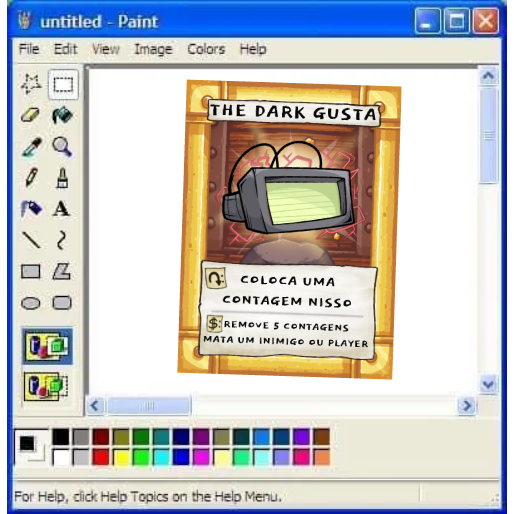 untitled - Paint
File Edit View Image Colors Help
THE DARK GUSTA
COLOCA UMA
CONTAGEM NISSO
$: REMOVE 5 CONTAGENS
MATA UM INIMIGO OU PLAYER
For Help, click Help Topics on the Help Menu.